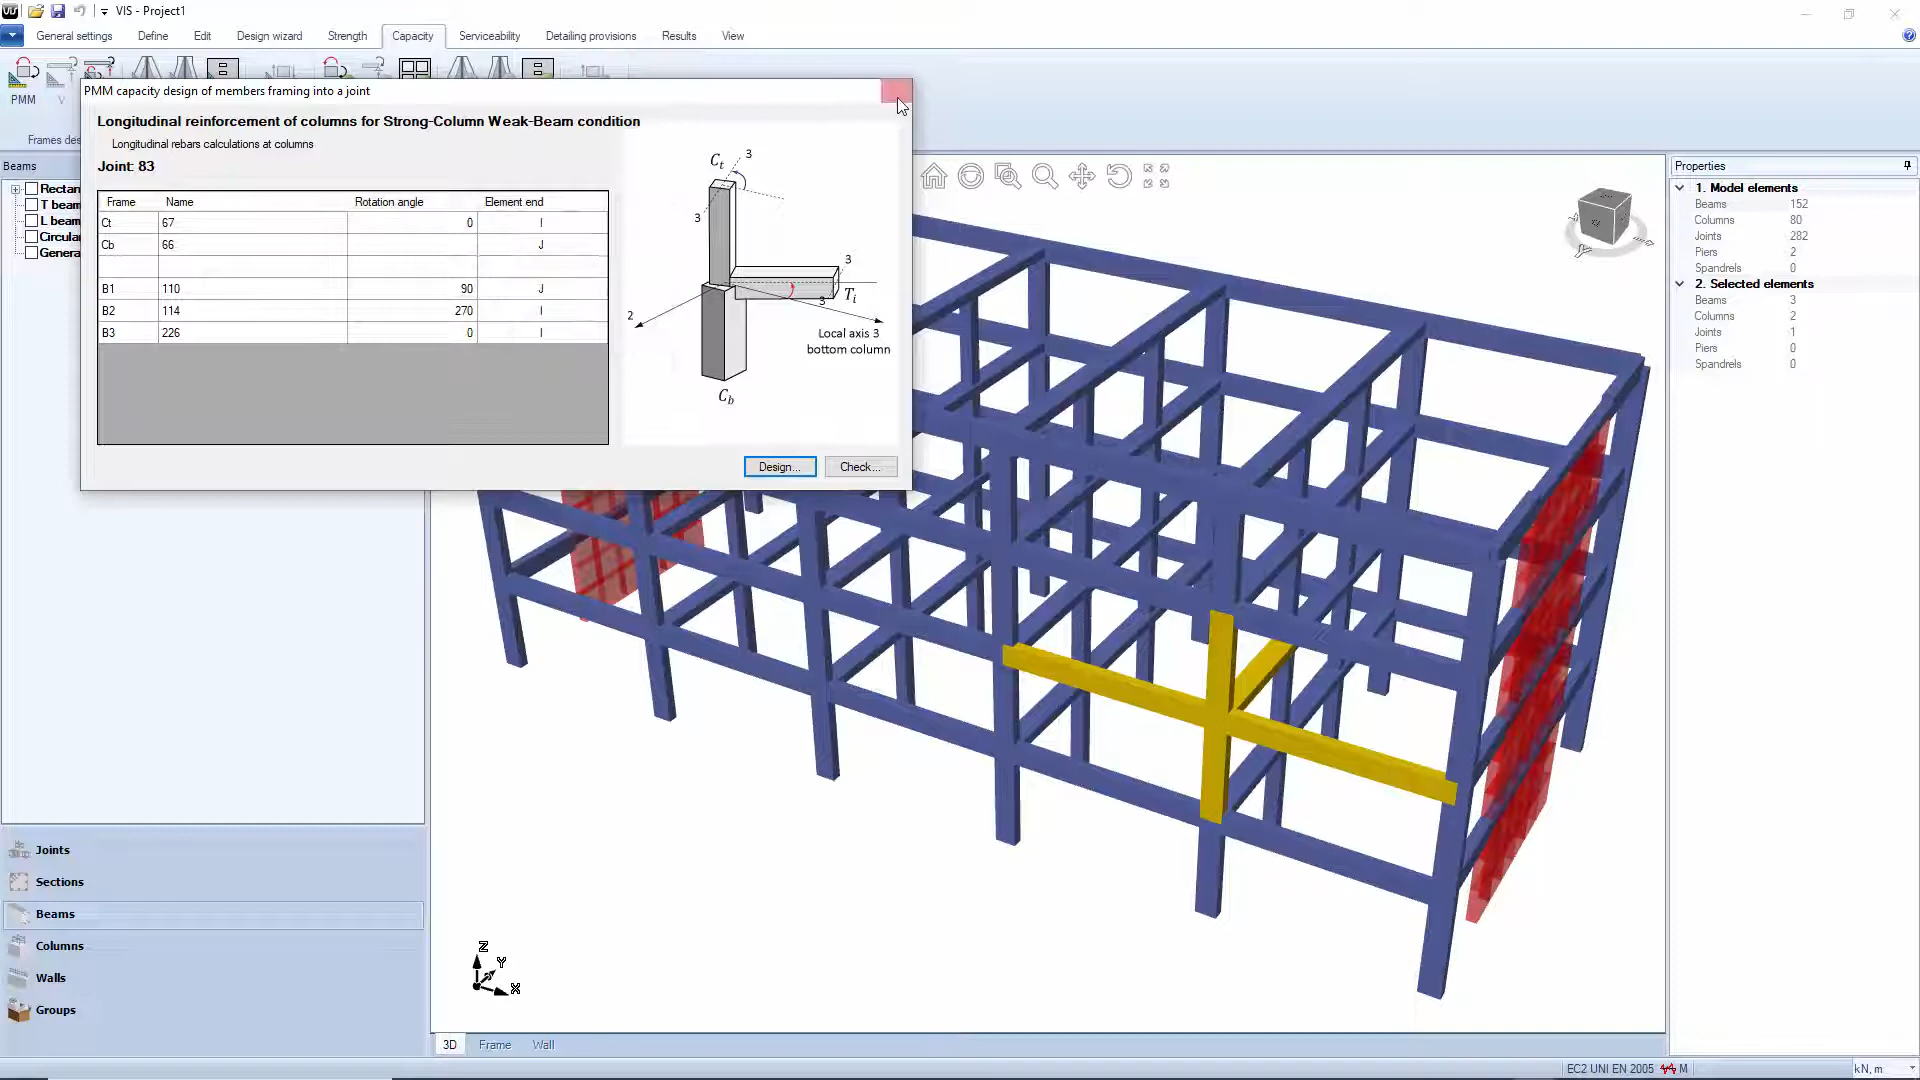 VIS - Project1
General settings
Define
Edit
Design wizard
Strength
Capacity
Serviceability
Detailing provisions
Results
View
PMM
V
Frames des
PMM capacity design of members framing into a joint
Longitudinal reinforcement of columns for Strong-Column Weak-Beam condition
Longitudinal rebars calculations at columns
Joint: 83
Frame Name Rotation angle Element end
Ct 67 0 I
Cb 66 J
B1 110 90 J
B2 114 270 I
B3 226 0 I
Ct
3
3
3
3
Ti
2
Local axis 3
bottom column
Cb
Design...
Check...
Beams
Rectan
T beam
L beam
Circula
Genera
Joints
Sections
Beams
Columns
Walls
Groups
Z
Y
X
3D
Frame
Wall
Properties
1. Model elements
Beams 152
Columns 80
Joints 282
Piers 2
Spandrels 0
2. Selected elements
Beams 3
Columns 2
Joints 1
Piers 0
Spandrels 0
EC2 UNI EN 2005
M
kN, m